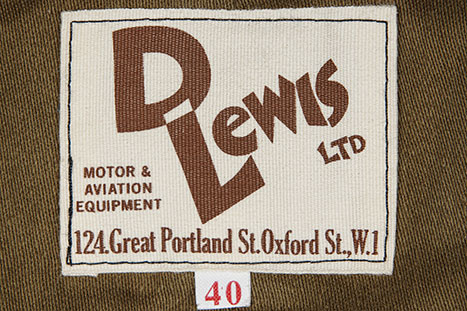 D Lewis
LTD
MOTOR &
AVIATION
EQUIPMENT
124.Great Portland St.Oxford St.,W.1
40